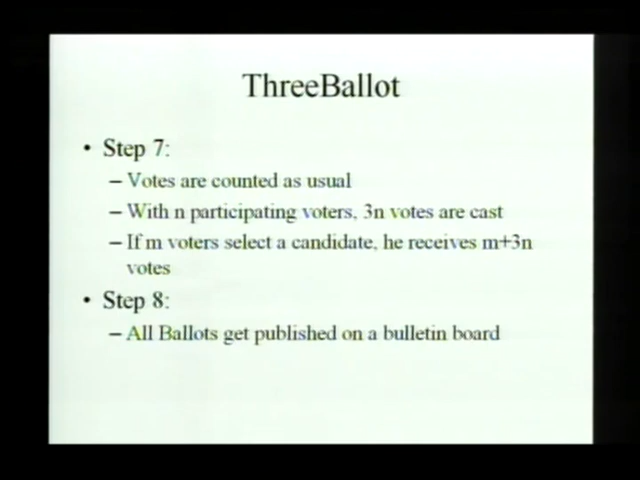 ThreeBallot
• Step 7:
– Votes are counted as usual
– With n participating voters, 3n votes are cast
– If m voters select a candidate, he receives m+3n
votes
• Step 8:
– All Ballots get published on a bulletin board